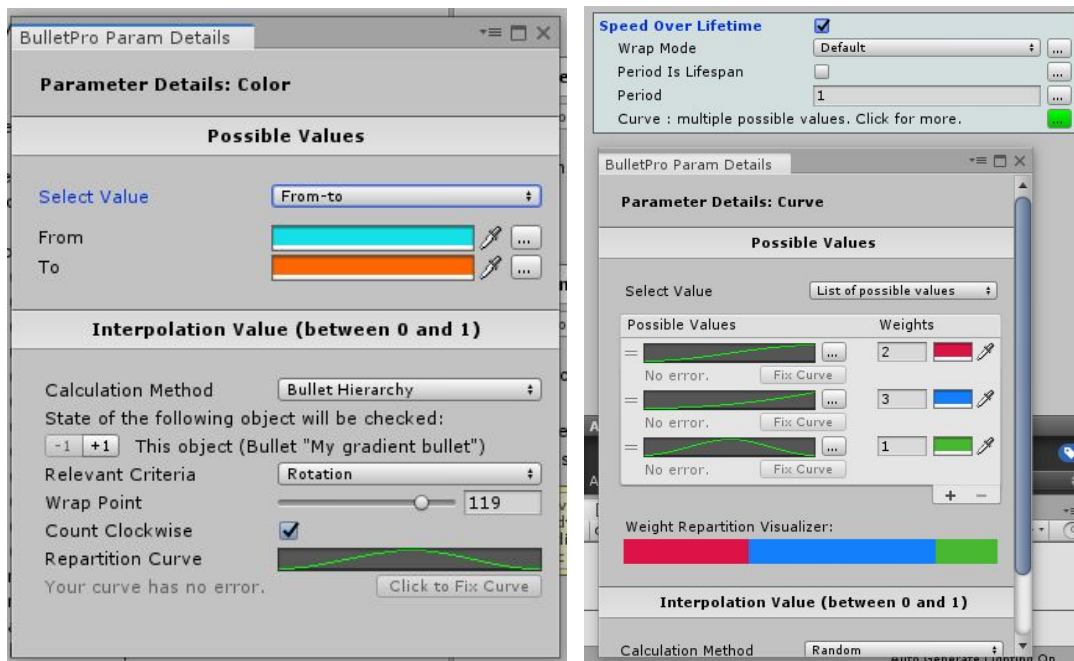 BulletPro Param Details
Parameter Details: Color
Possible Values
Select Value From-to
From ...
To ...
Interpolation Value (between 0 and 1)
Calculation Method Bullet Hierarchy
State of the following object will be checked:
-1 +1 This object (Bullet "My gradient bullet")
Relevant Criteria Rotation
Wrap Point 119
Count Clockwise
Repartition Curve
Your curve has no error. Click to Fix Curve
Speed Over Lifetime
Wrap Mode Default ...
Period Is Lifespan ...
Period 1 ...
Curve : multiple possible values. Click for more. ...
BulletPro Param Details
Parameter Details: Curve
Possible Values
Select Value List of possible values
Possible Values Weights
... 2
No error. Fix Curve
... 3
No error. Fix Curve
... 1
No error. Fix Curve
+ -
Weight Repartition Visualizer:
Interpolation Value (between 0 and 1)
Calculation Method Random